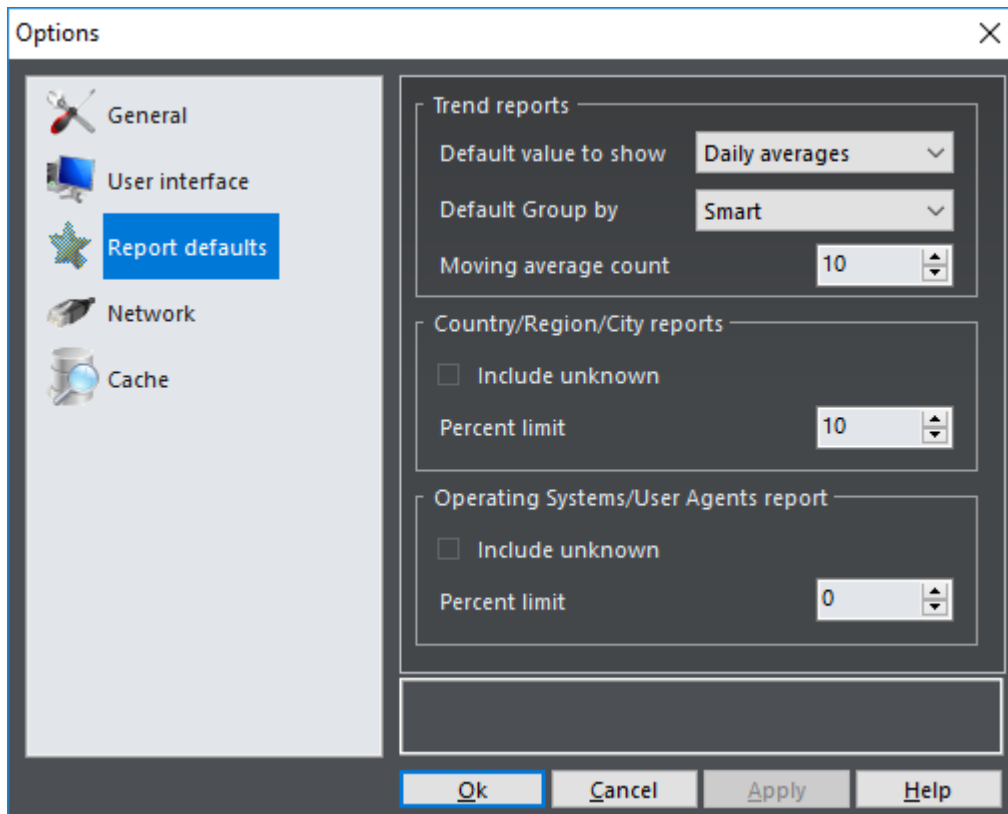 Options
General
User interface
Report defaults
Network
Cache
Trend reports
Default value to show Daily averages
Default Group by Smart
Moving average count 10
Country/Region/City reports
Include unknown
Percent limit 10
Operating Systems/User Agents report
Include unknown
Percent limit 0
Ok Cancel Apply Help